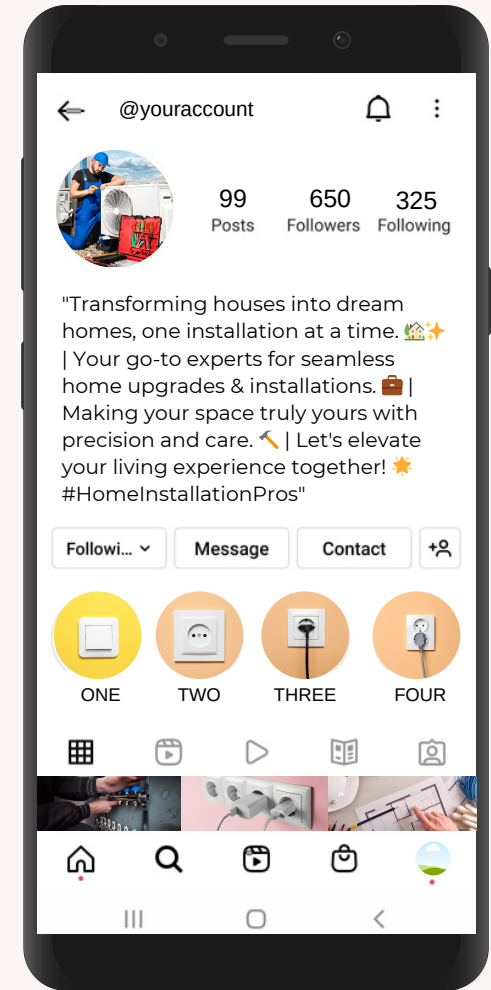 @youraccount
99 650 325
Posts Followers Following
"Transforming houses into dream
homes, one installation at a time. 🏡✨
| Your go-to experts for seamless
home upgrades & installations. 💼 |
Making your space truly yours with
precision and care. 🔨 | Let's elevate
your living experience together! 🌟
#HomeInstallationPros"
Followi... Message Contact
ONE TWO THREE FOUR